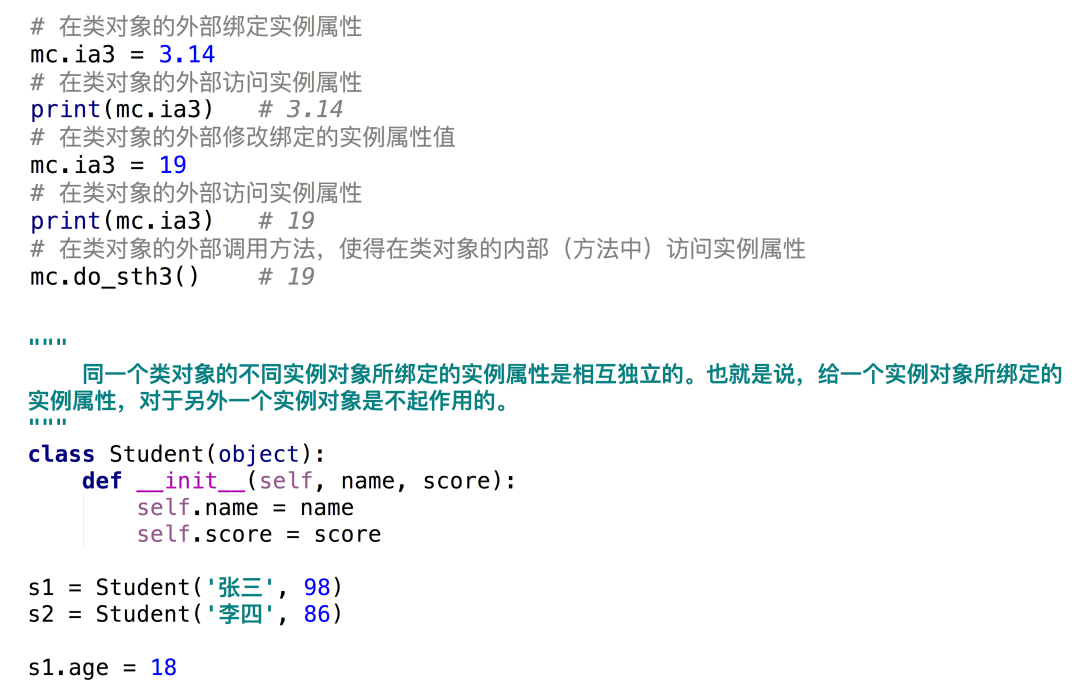 # 在类对象的外部绑定实例属性
mc.ia3 = 3.14
# 在类对象的外部访问实例属性
print(mc.ia3)   # 3.14
# 在类对象的外部修改绑定的实例属性值
mc.ia3 = 19
# 在类对象的外部访问实例属性
print(mc.ia3)   # 19
# 在类对象的外部调用方法，使得在类对象的内部（方法中）访问实例属性
mc.do_sth3()    # 19
"""
    同一个类对象的不同实例对象所绑定的实例属性是相互独立的。也就是说，给一个实例对象所绑定的
实例属性，对于另外一个实例对象是不起作用的。
"""
class Student(object):
    def __init__(self, name, score):
        self.name = name
        self.score = score
s1 = Student('张三', 98)
s2 = Student('李四', 86)
s1.age = 18